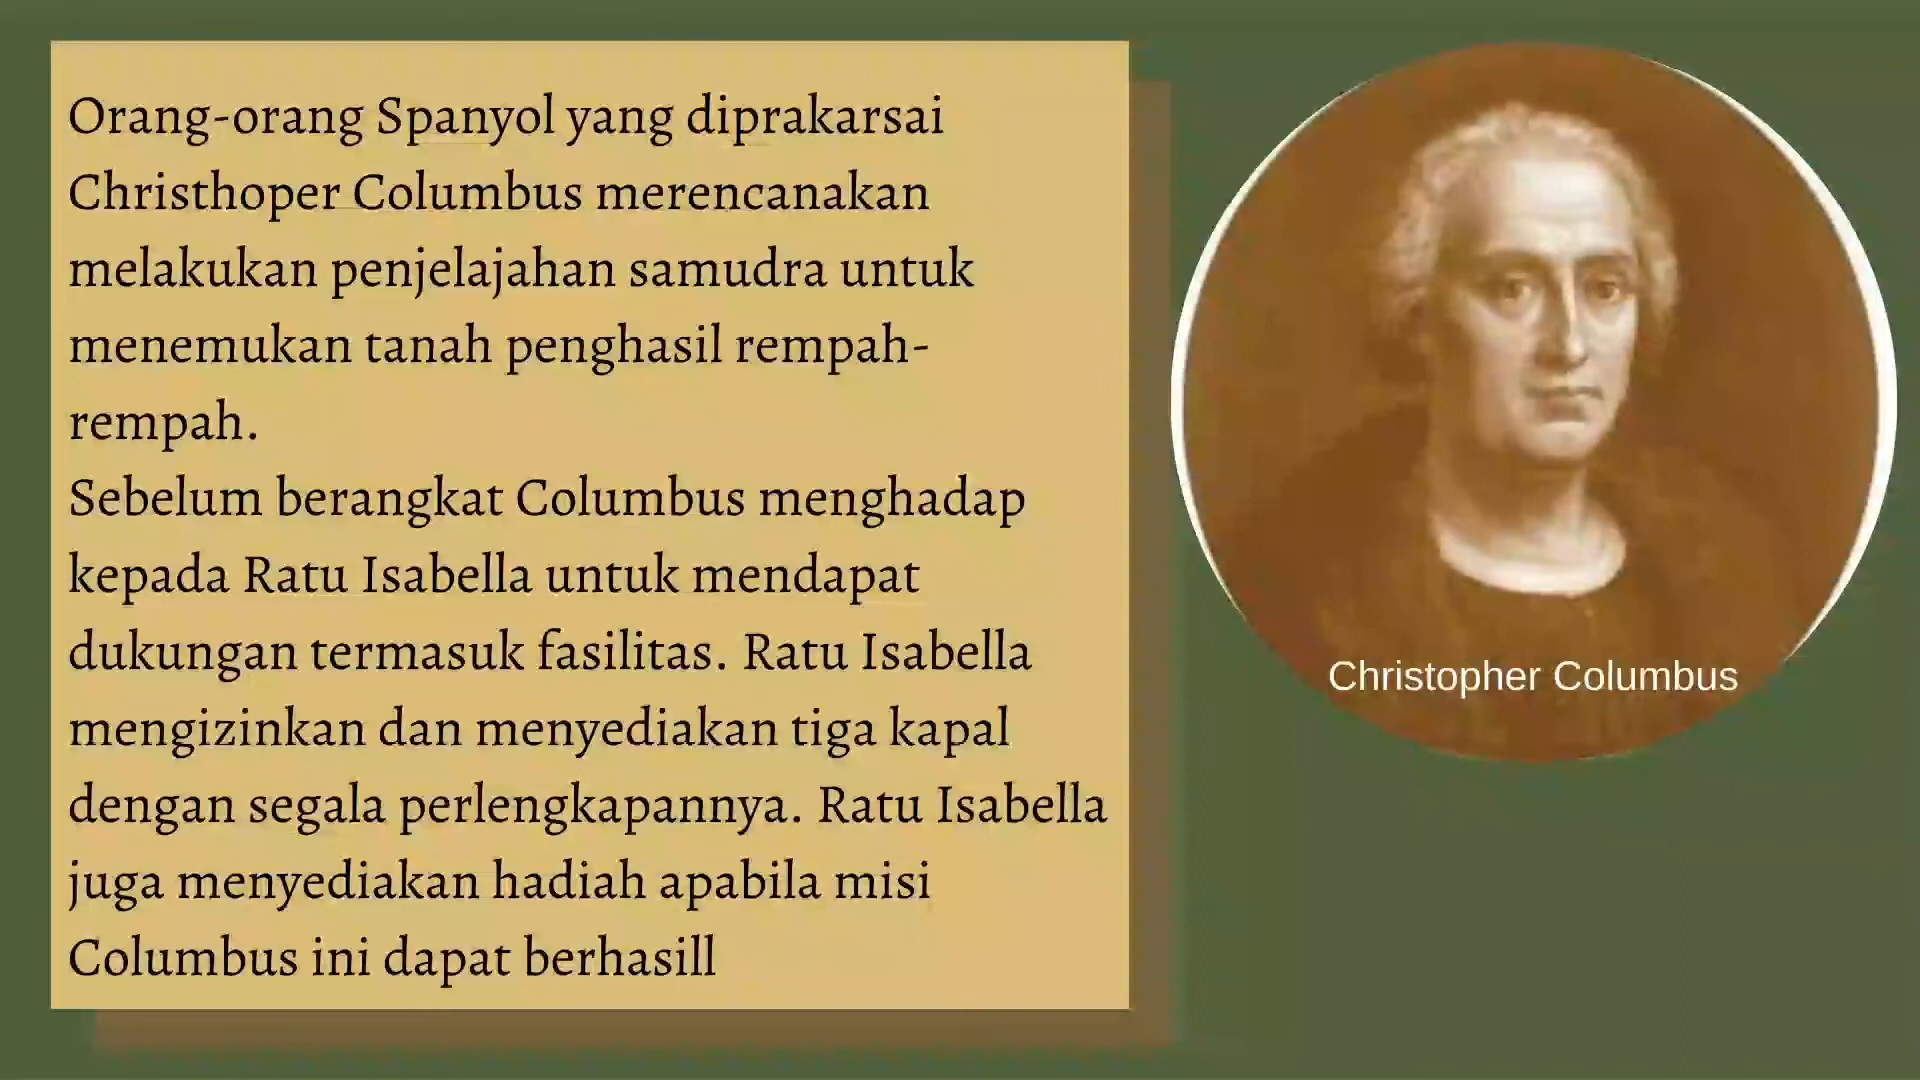 Orang-orang Spanyol yang diprakarsai
Christhoper Columbus merencanakan
melakukan penjelajahan samudra untuk
menemukan tanah penghasil rempah-
rempah.
Sebelum berangkat Columbus menghadap
kepada Ratu Isabella untuk mendapat
dukungan termasuk fasilitas. Ratu Isabella
mengizinkan dan menyediakan tiga kapal
dengan segala perlengkapannya. Ratu Isabella
juga menyediakan hadiah apabila misi
Columbus ini dapat berhasill
Christopher Columbus